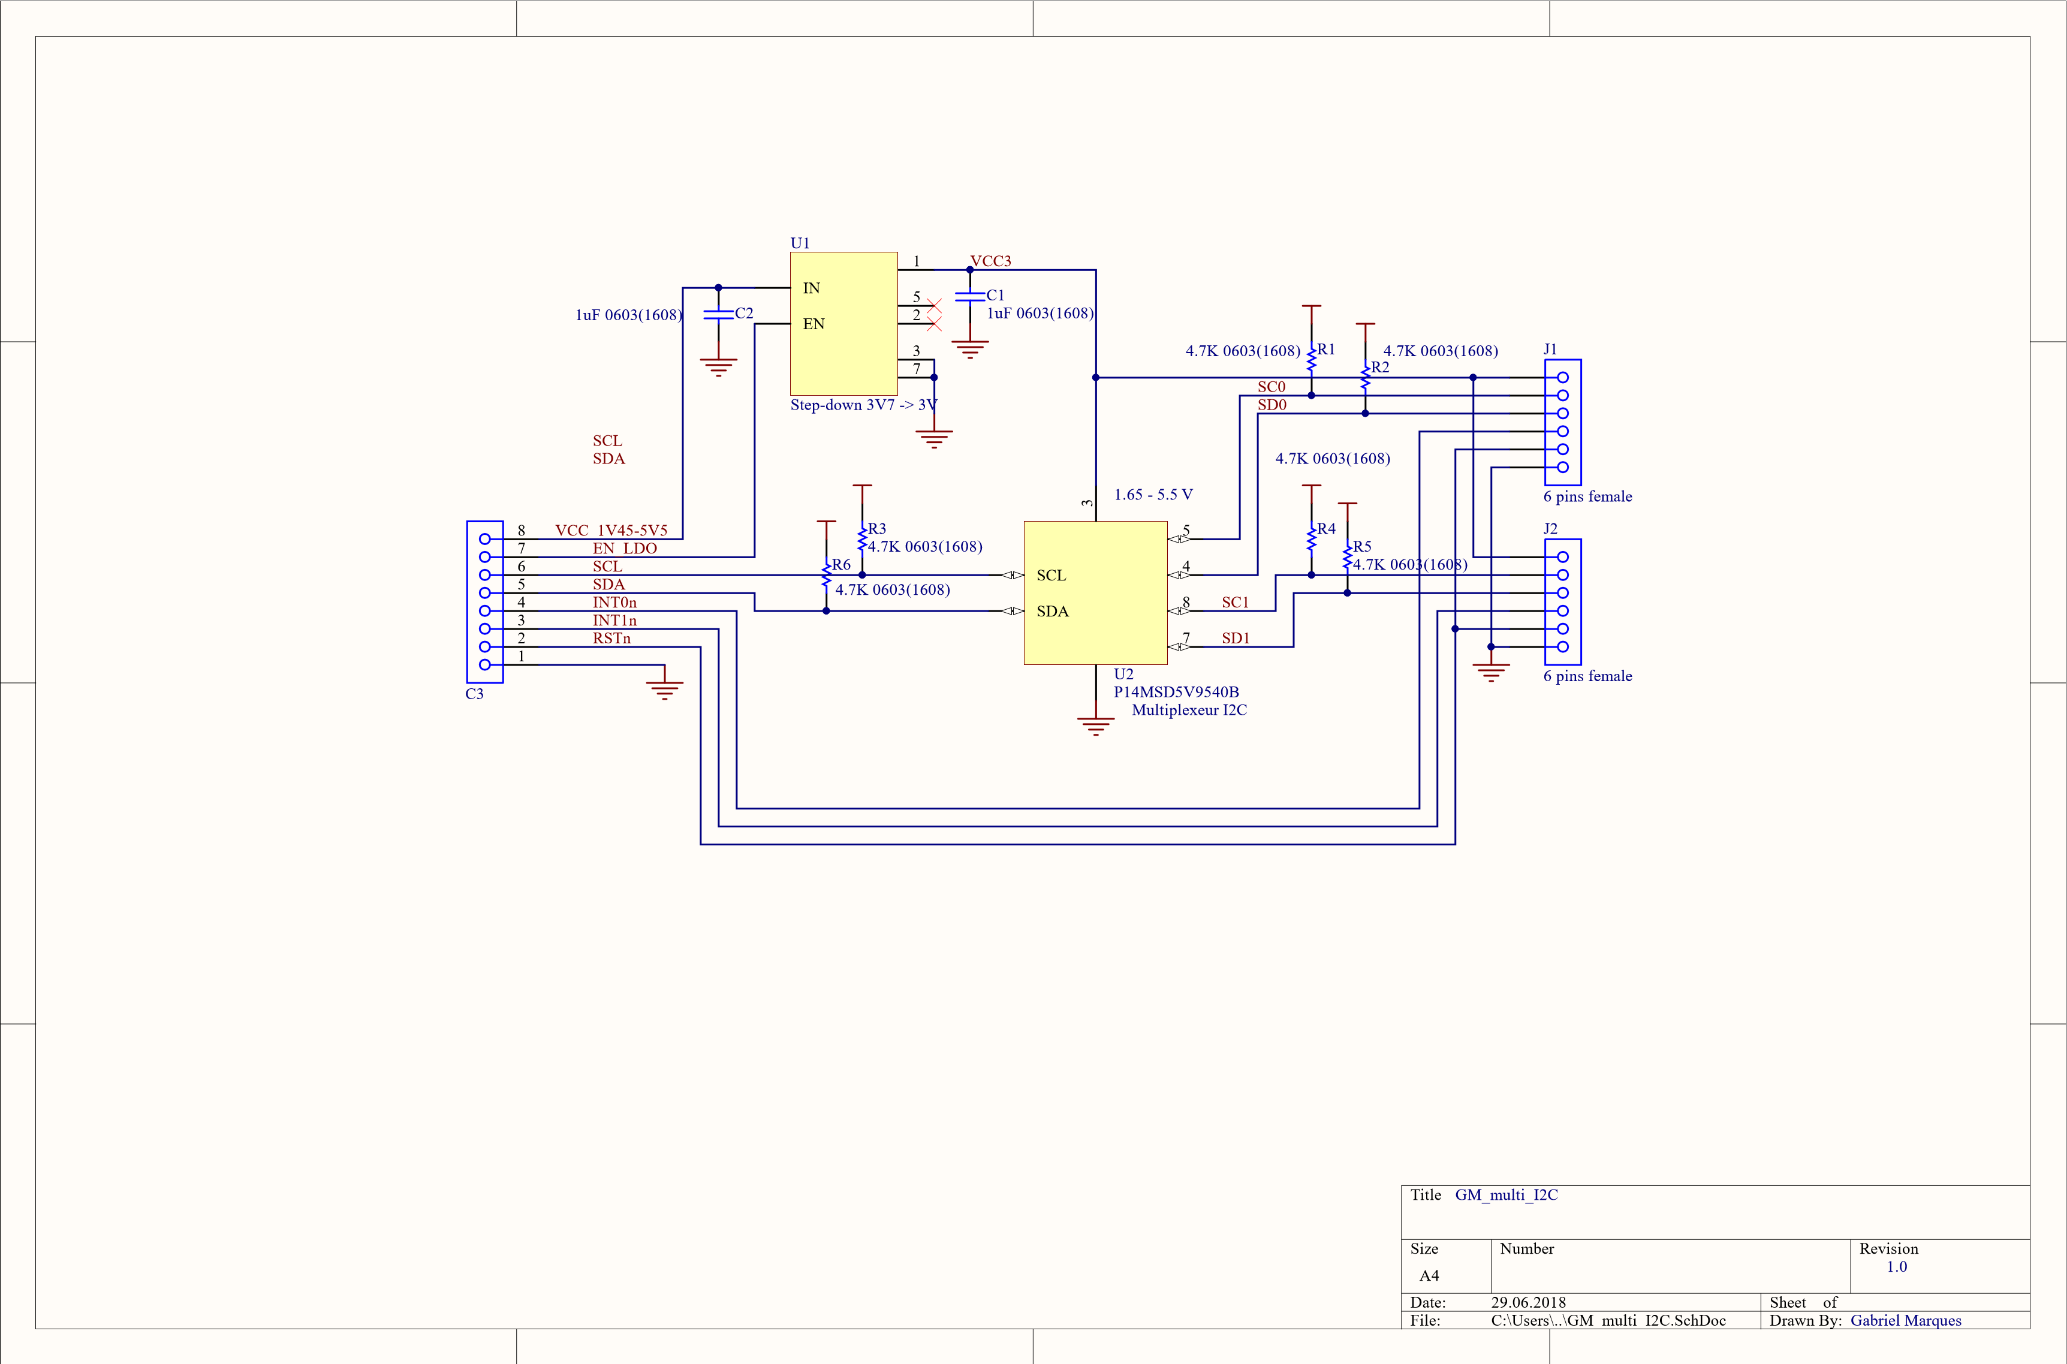 U1
IN
EN
1
5
2
3
7
Step-down 3V7 -> 3V
VCC3
C1
1uF 0603(1608)
1uF 0603(1608)
C2
4.7K 0603(1608)
R1
4.7K 0603(1608)
R2
SC0
SD0
J1
6 pins female
SCL
SDA
4.7K 0603(1608)
1.65 - 5.5 V
3
R3
4.7K 0603(1608)
R6
4.7K 0603(1608)
R4
R5
4.7K 0603(1608)
J2
6 pins female
8 VCC_1V45-5V5
7 EN_LDO
6 SCL
5 SDA
4 INT0n
3 INT1n
2 RSTn
1
C3
SCL
SDA
5
4
8 SC1
7 SD1
U2
P14MSD5V9540B
Multiplexeur I2C
Title GM_multi_I2C
Size
A4
Number
Revision
1.0
Date: 29.06.2018 Sheet of
File: C:\Users\..\GM_multi_I2C.SchDoc Drawn By: Gabriel Marques